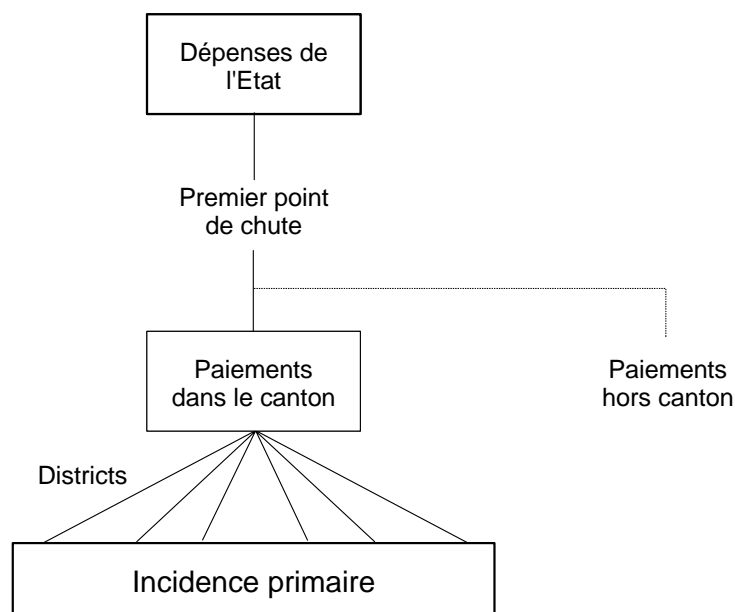 Dépenses de
l'Etat
Premier point
de chute
Paiements
dans le canton
Paiements
hors canton
Districts
Incidence primaire